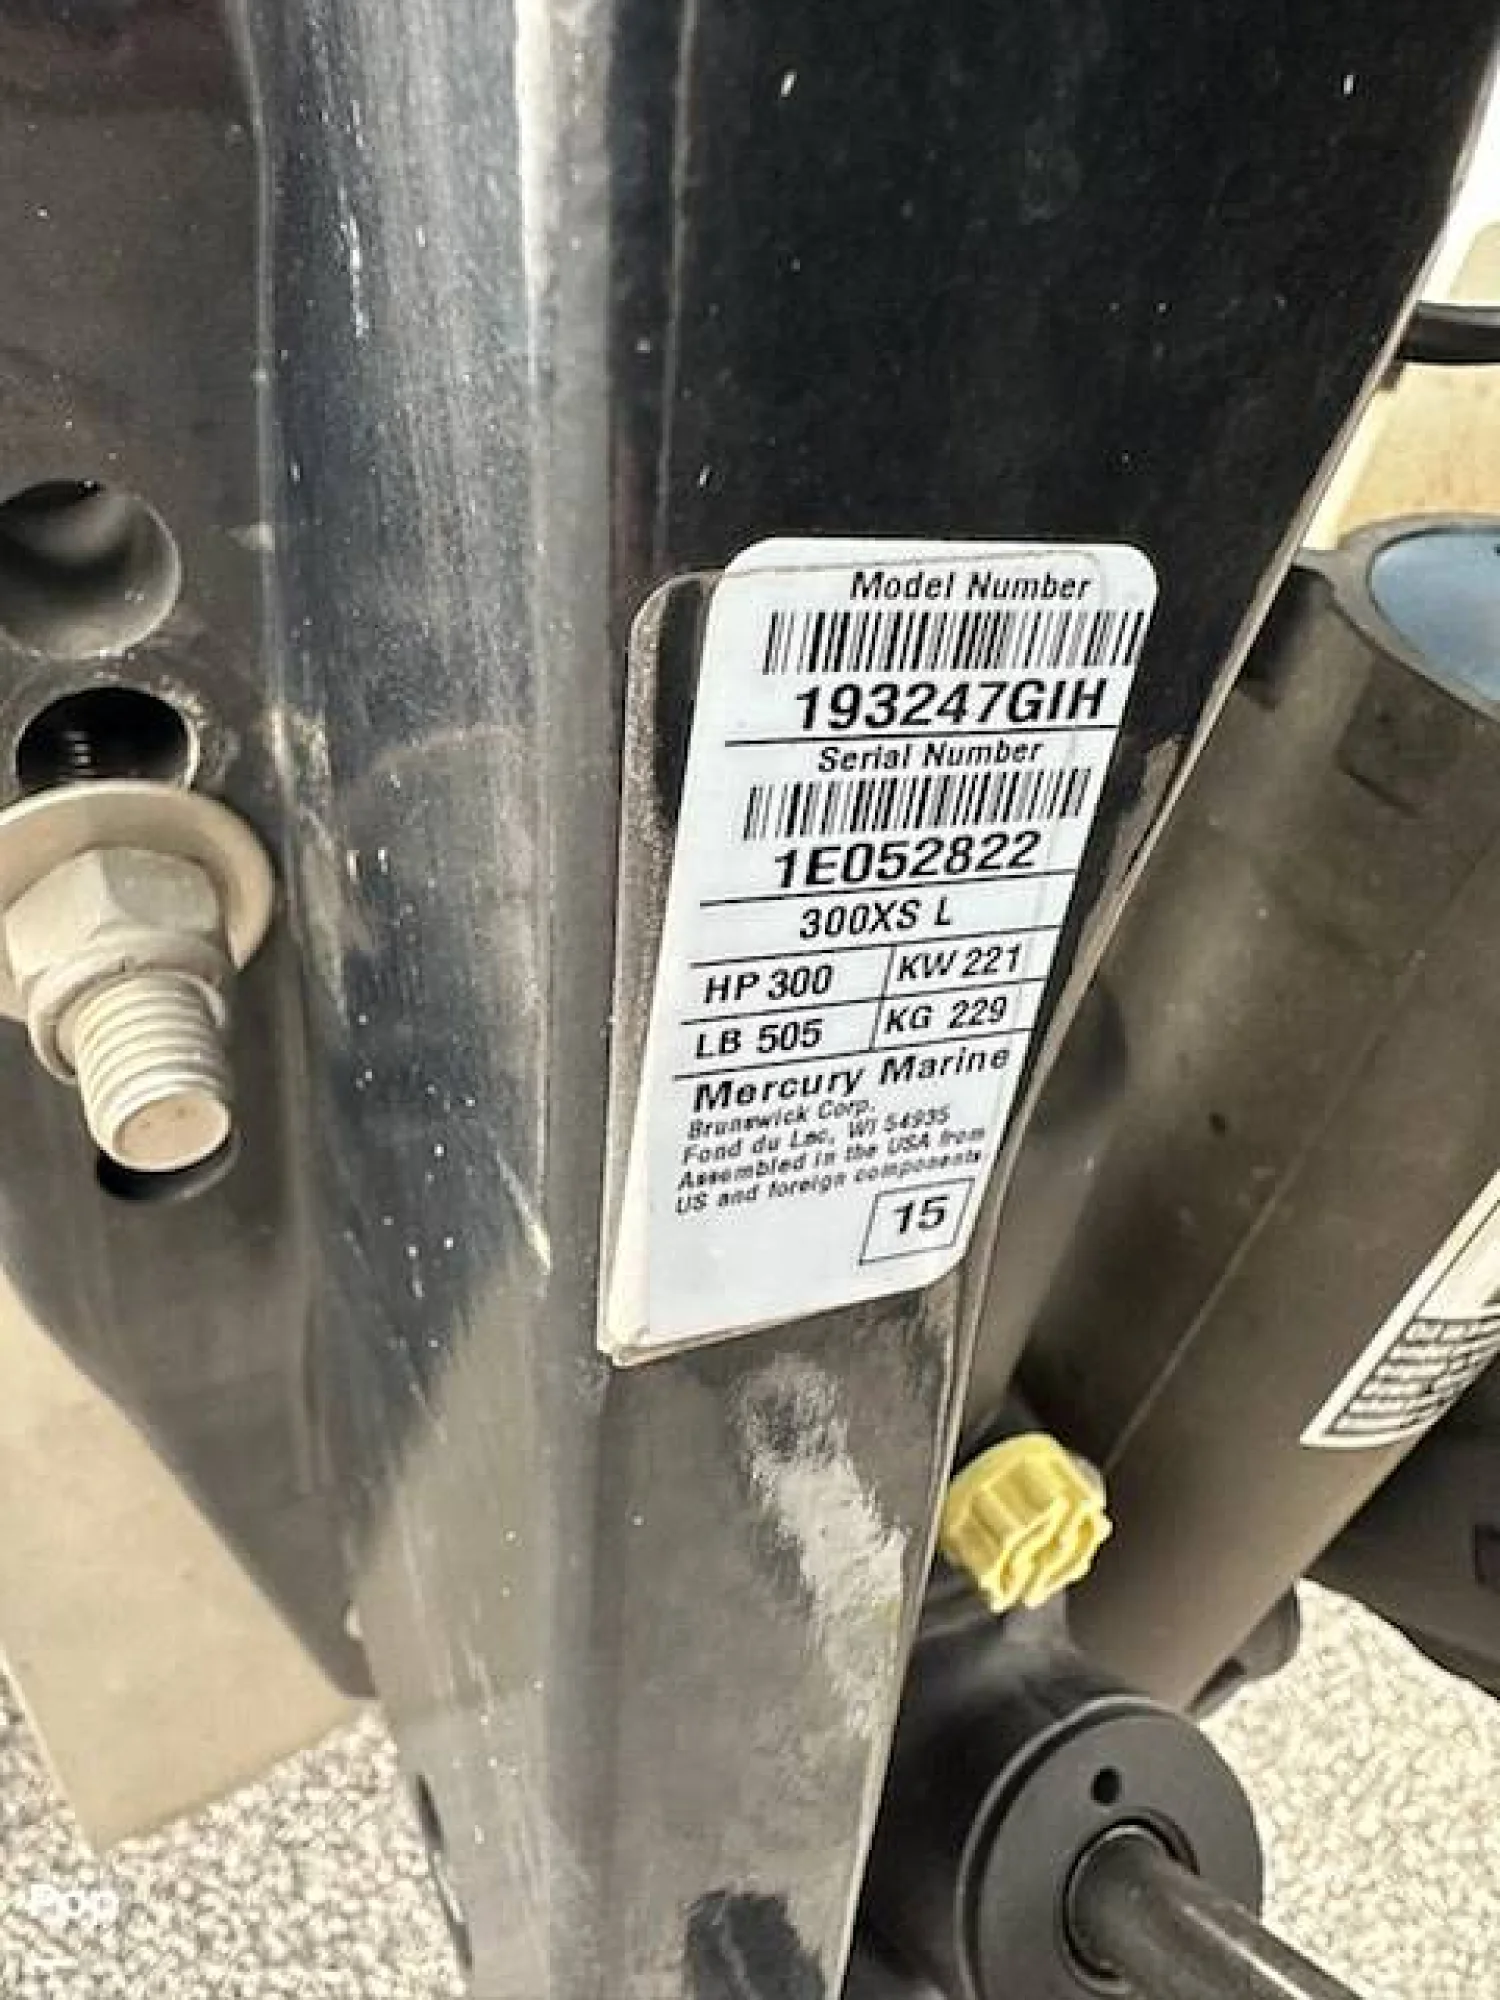 Model Number
193247GIH
Serial Number
1E052822
300XS L
HP 300 KW 221
LB 505 KG 229
Mercury Marine
Brunswick Corp.
Fond du Lac, WI 54935
Assembled in the USA from
US and foreign components
15
Pop